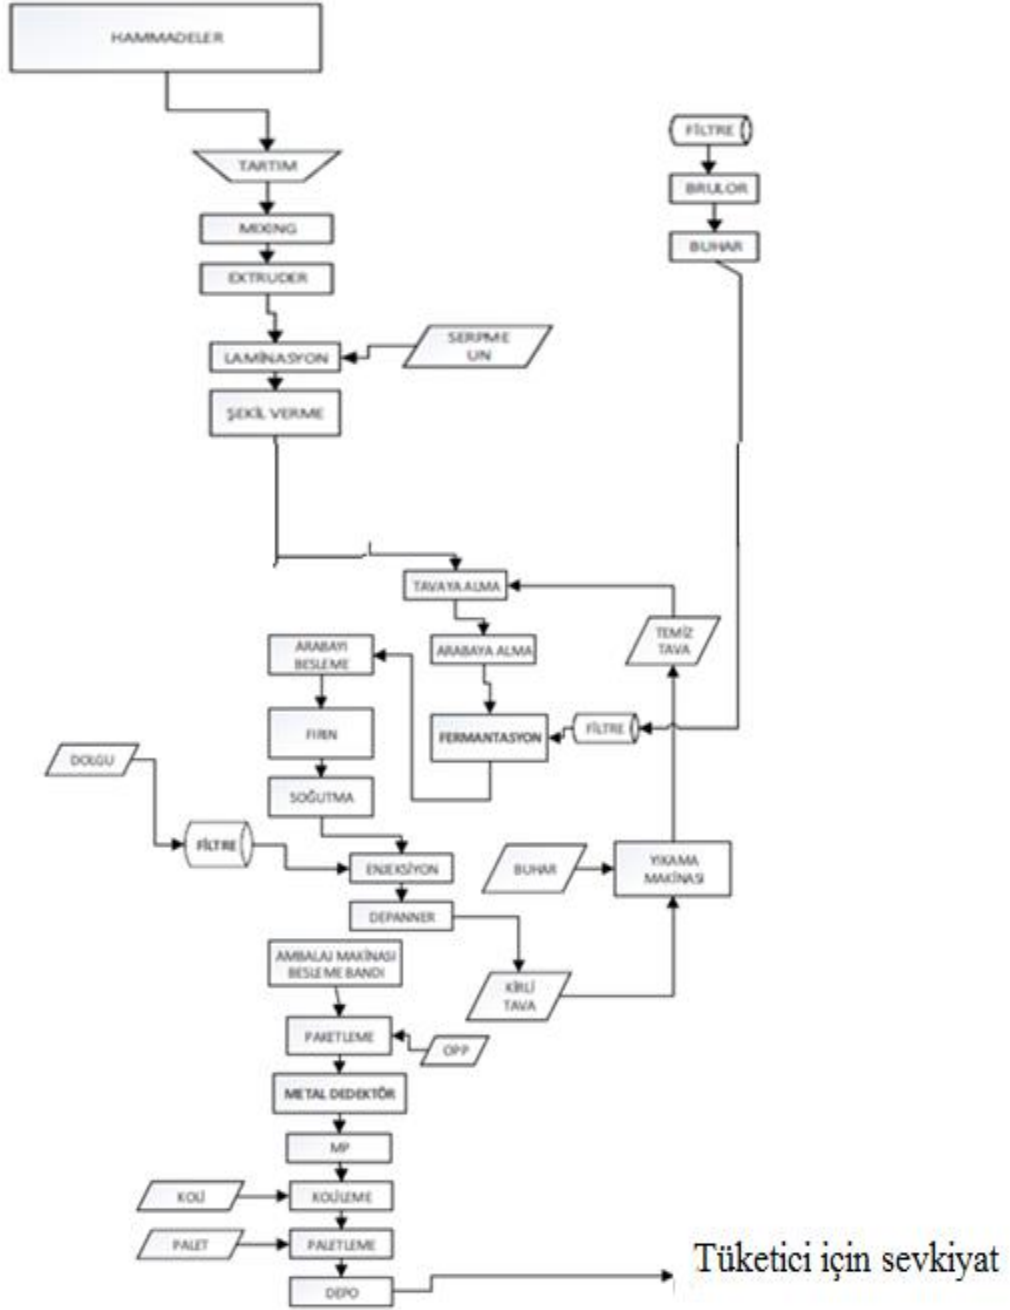 HAMMADELER
FİLTRE
TARTIM
BRULOR
MIXING
BUHAR
EXTRUDER
SERPME
UN
LAMİNASYON
ŞEKİL VERME
TAVAYA ALMA
TEMİZ
TAVA
ARABAYI
BESLEME
ARABAYA ALMA
FIRIN
FERMANTASYON
FİLTRE
DOLGU
SOĞUTMA
FİLTRE
ENJEKSİYON
BUHAR
YIKAMA
MAKİNASI
DEPANNER
AMBALAJ MAKİNASI
BESLEME BANDI
KİRLİ
TAVA
PAKETLEME
OPP
METAL DEDEKTÖR
MP
KOLİ
KOLİLEME
PALET
PALETLEME
DEPO
Tüketici için sevkiyat